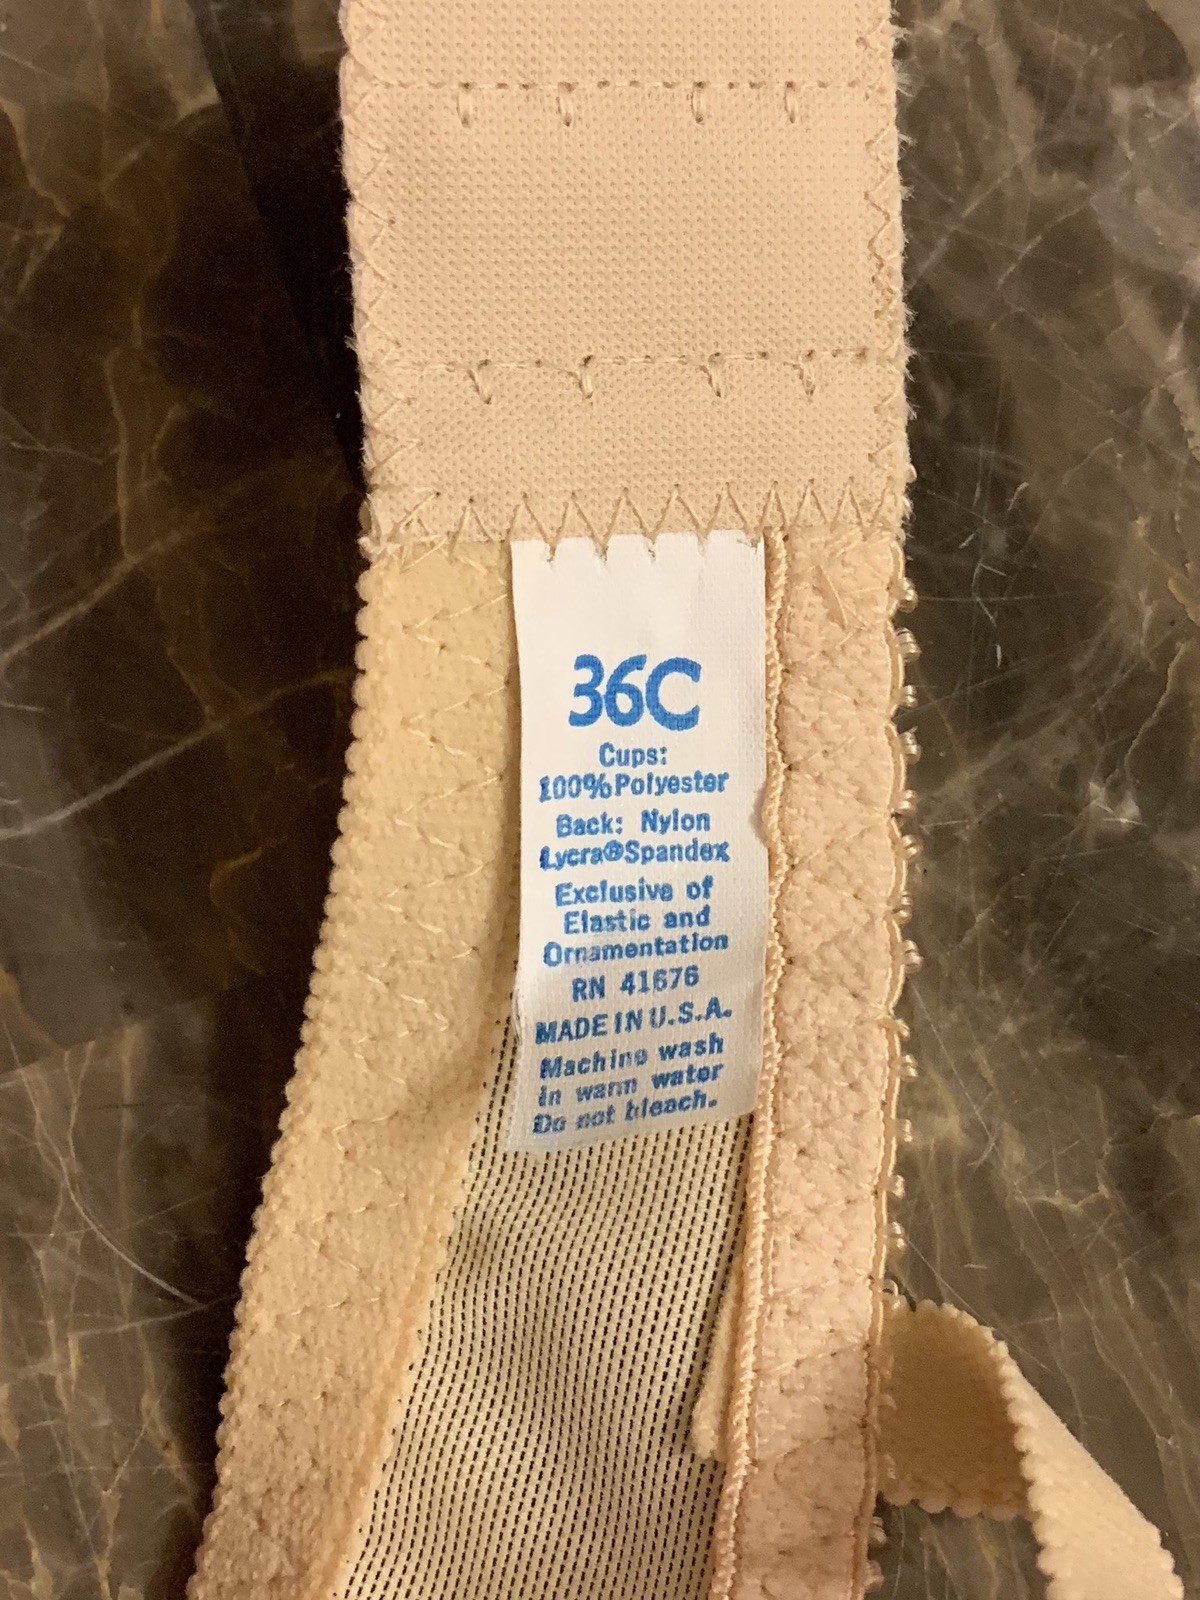 36C
Cups:
100%Polyester
Back: Nylon
Lycra®Spandex
Exclusive of
Elastic and
Ornamentation
RN 41676
MADE IN U.S.A.
Machine wash
in warm water
Do not bleach.